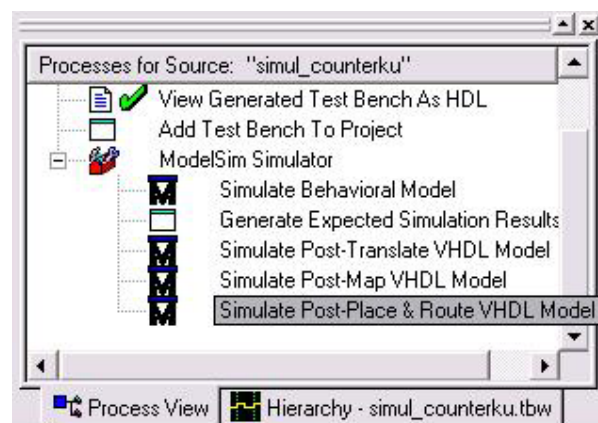 Processes for Source: "simul_counterku"
View Generated Test Bench As HDL
Add Test Bench To Project
ModelSim Simulator
Simulate Behavioral Model
Generate Expected Simulation Results
Simulate Post-Translate VHDL Model
Simulate Post-Map VHDL Model
Simulate Post-Place & Route VHDL Model
Process View
Hierarchy - simul_counterku.tbw